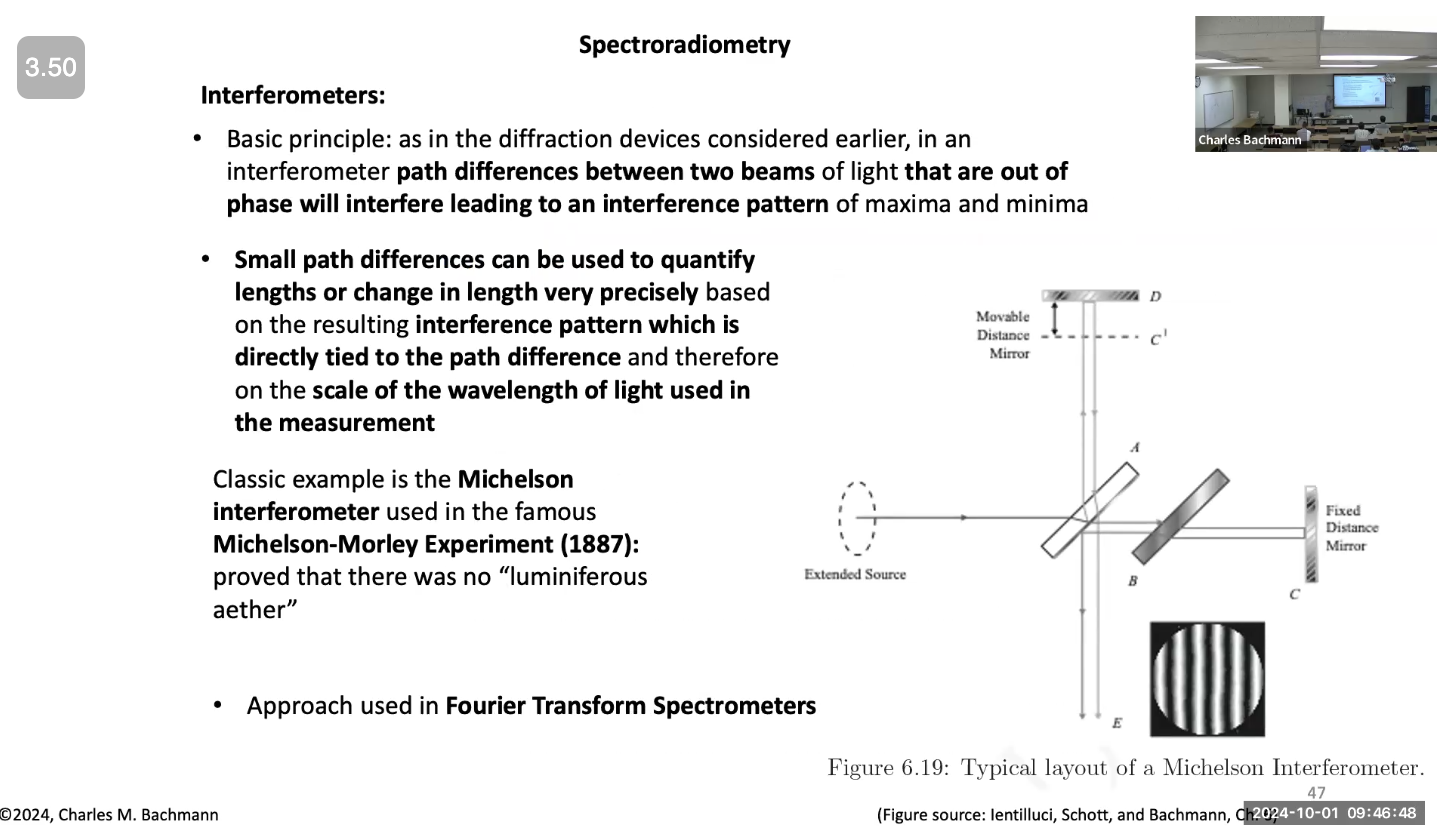 3.50
Spectroradiometry
Charles Bachmann
Interferometers:
• Basic principle: as in the diffraction devices considered earlier, in an
interferometer path differences between two beams of light that are out of
phase will interfere leading to an interference pattern of maxima and minima
• Small path differences can be used to quantify
lengths or change in length very precisely based
on the resulting interference pattern which is
directly tied to the path difference and therefore
on the scale of the wavelength of light used in
the measurement
Classic example is the Michelson
interferometer used in the famous
Michelson-Morley Experiment (1887):
proved that there was no “luminiferous
aether”
• Approach used in Fourier Transform Spectrometers
D
Movable
Distance
Mirror
C'
A
Extended Source
B
Fixed
Distance
Mirror
C
E
Figure 6.19: Typical layout of a Michelson Interferometer.
47
©2024, Charles M. Bachmann
(Figure source: Ientilluci, Schott, and Bachmann,
2024-10-01 09:46:48